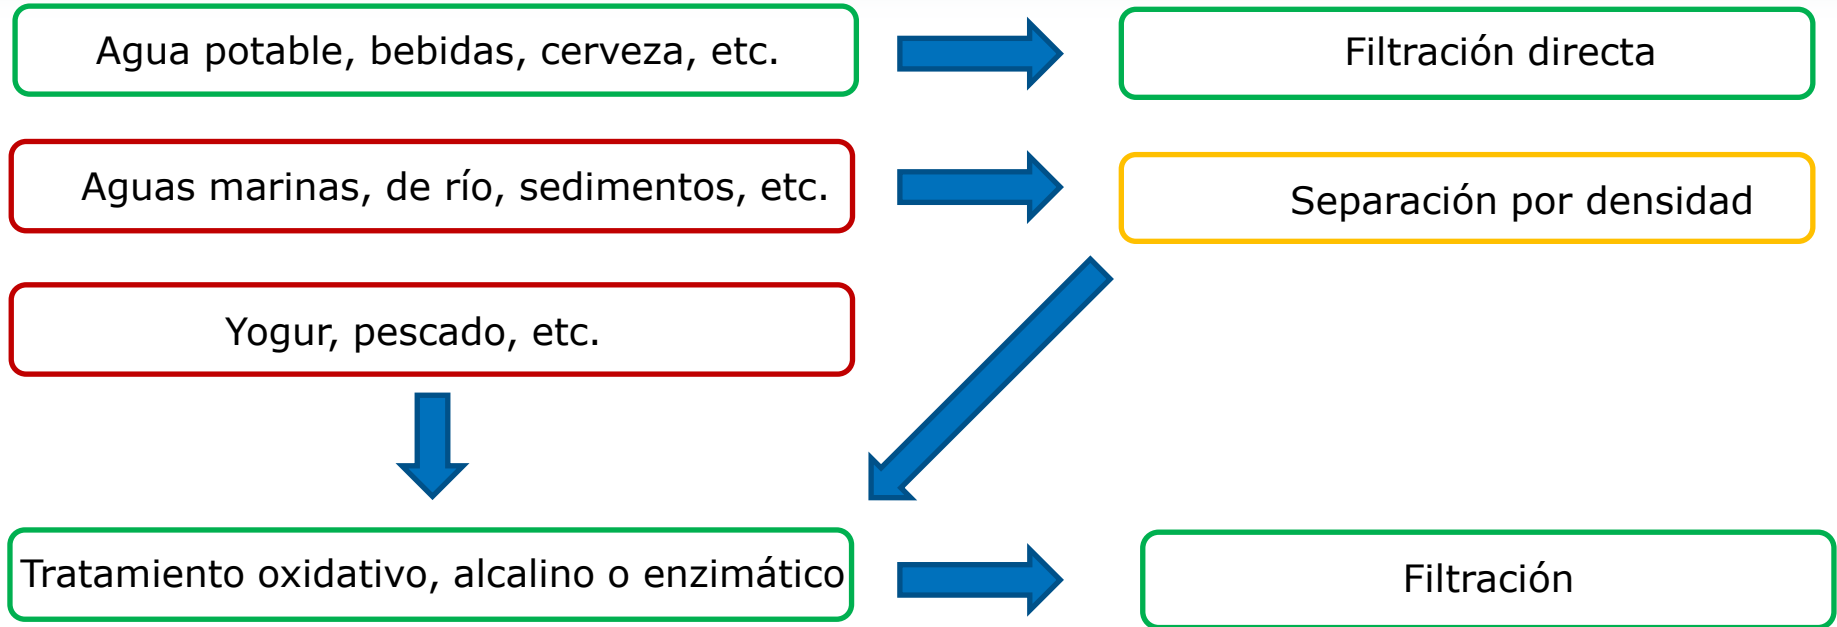 Agua potable, bebidas, cerveza, etc.
Filtración directa
Aguas marinas, de río, sedimentos, etc.
Separación por densidad
Yogur, pescado, etc.
Tratamiento oxidativo, alcalino o enzimático
Filtración